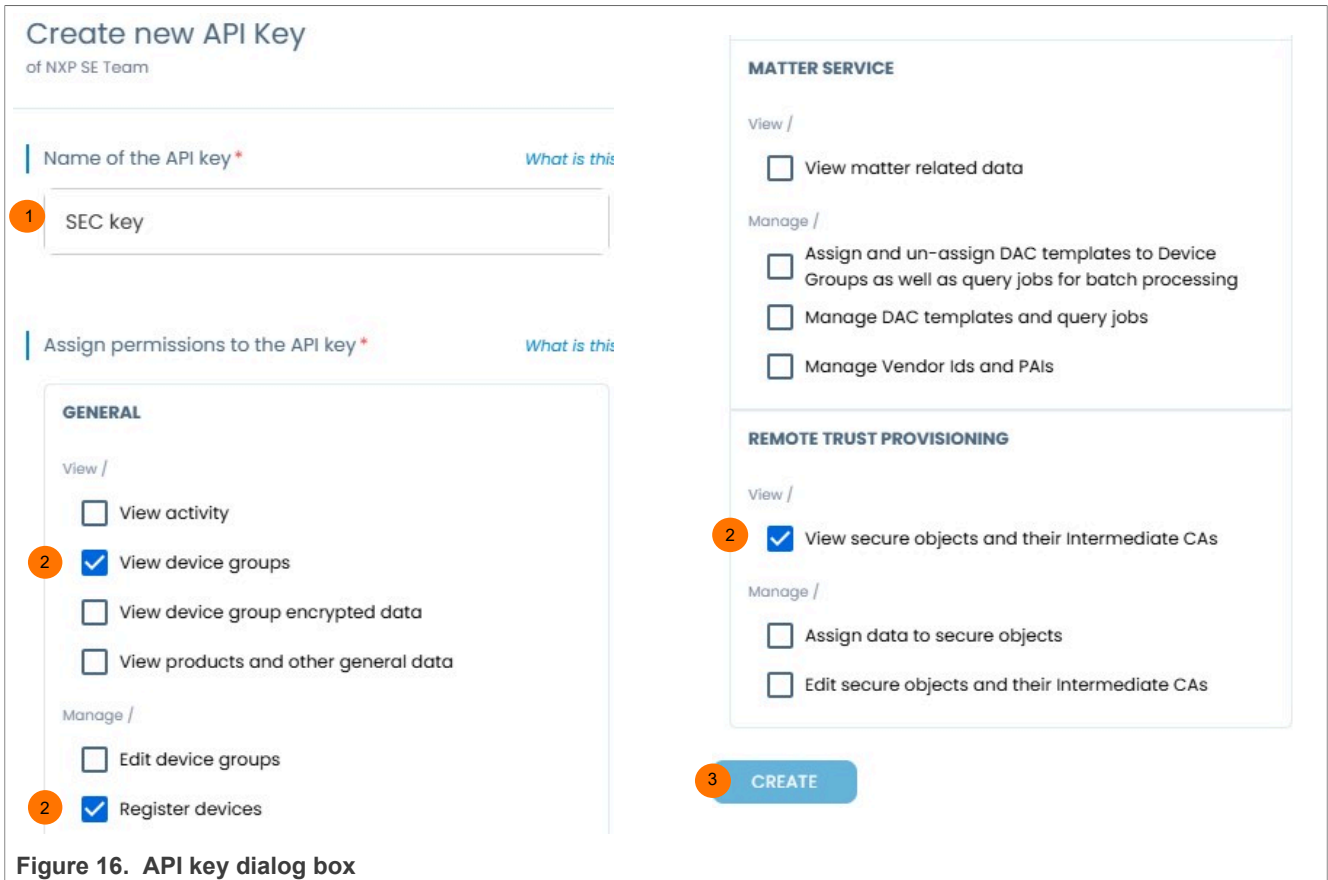 Create new API Key
of NXP SE Team
Name of the API key*
What is this
1
SEC key
Assign permissions to the API key*
What is this
GENERAL
View /
View activity
2
View device groups
View device group encrypted data
View products and other general data
Manage /
Edit device groups
2
Register devices
MATTER SERVICE
View /
View matter related data
Manage /
Assign and un-assign DAC templates to Device
Groups as well as query jobs for batch processing
Manage DAC templates and query jobs
Manage Vendor Ids and PAIs
REMOTE TRUST PROVISIONING
View /
2
View secure objects and their Intermediate CAs
Manage /
Assign data to secure objects
Edit secure objects and their Intermediate CAs
3
CREATE
Figure 16. API key dialog box